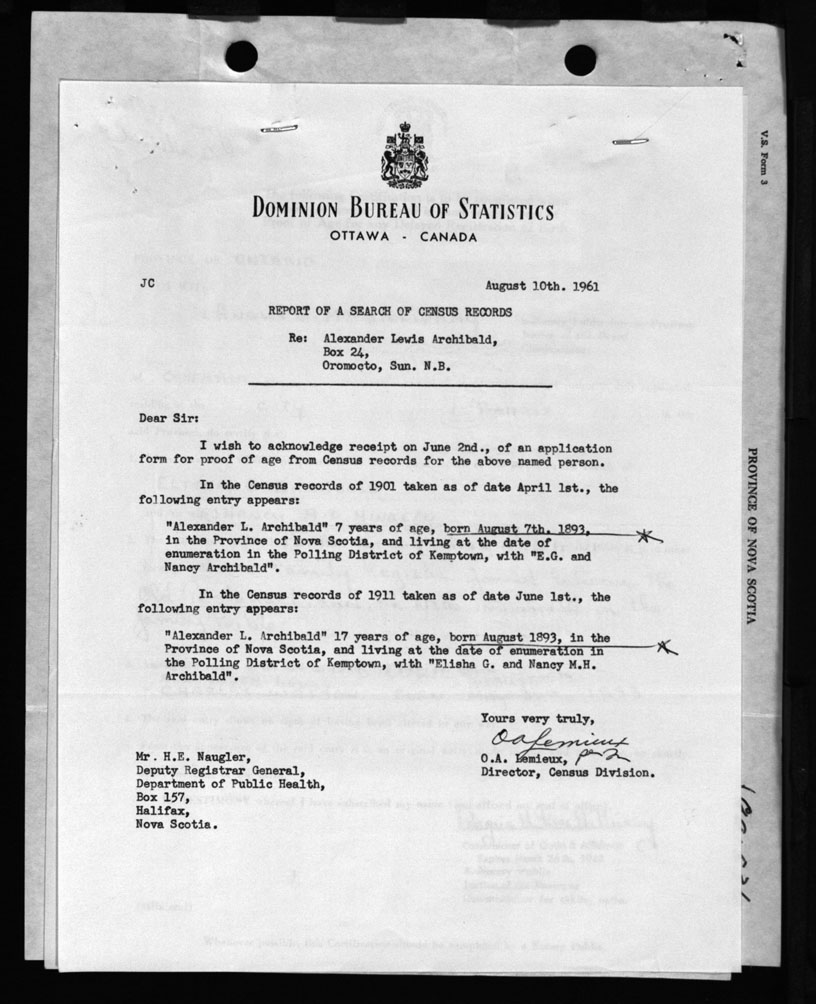 V.S. Form 3
DOMINION BUREAU OF STATISTICS
OTTAWA - CANADA
JC
August 10th. 1961
REPORT OF A SEARCH OF CENSUS RECORDS
Re: Alexander Lewis Archibald,
Box 24,
Oromocto, Sun. N.B.
Dear Sir:
I wish to acknowledge receipt on June 2nd., of an application
form for proof of age from Census records for the above named person.
In the Census records of 1901 taken as of date April 1st., the
following entry appears:
"Alexander L. Archibald" 7 years of age, born August 7th. 1893,
in the Province of Nova Scotia, and living at the date of
enumeration in the Polling District of Kemptown, with "E.G. and
Nancy Archibald".
In the Census records of 1911 taken as of date June 1st., the
following entry appears:
"Alexander L. Archibald" 17 years of age, born August 1893, in the
Province of Nova Scotia, and living at the date of enumeration in
the Polling District of Kemptown, with "Elisha G. and Nancy M.H.
Archibald".
Yours very truly,
OALemieux
O.A. Lemieux, per
Director, Census Division.
Mr. H.E. Naugler,
Deputy Registrar General,
Department of Public Health,
Box 157,
Halifax,
Nova Scotia.
PROVINCE OF NOVA SCOTIA